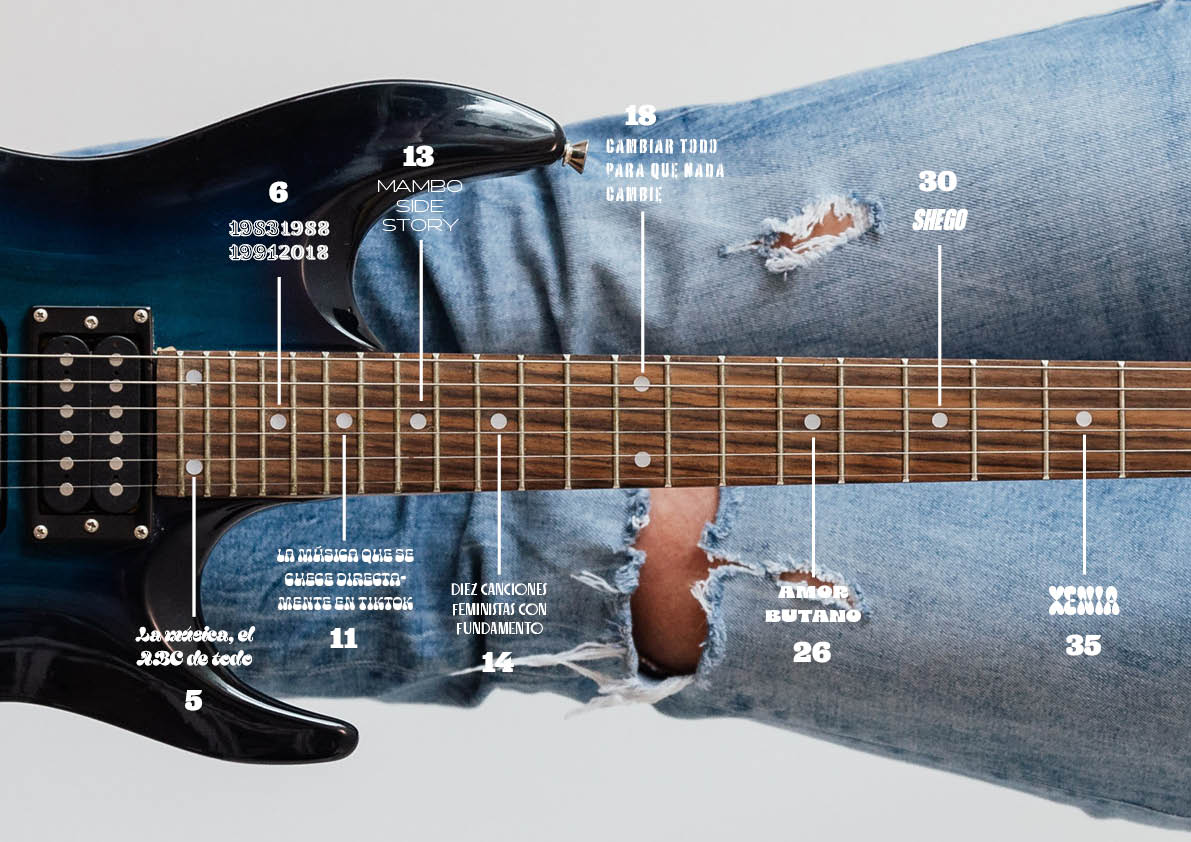 6
19831988
19912018
13
MAMBO
SIDE
STORY
18
CAMBIAR TODO
PARA QUE NADA
CAMBIE
30
SHEGO
La música, el
ABC de todo
5
LA MÚSICA QUE SE
CUECE DIRECTA-
MENTE EN TIKTOK
11
DIEZ CANCIONES
FEMINISTAS CON
FUNDAMENTO
14
AMOR
BUTANO
26
XENIA
35